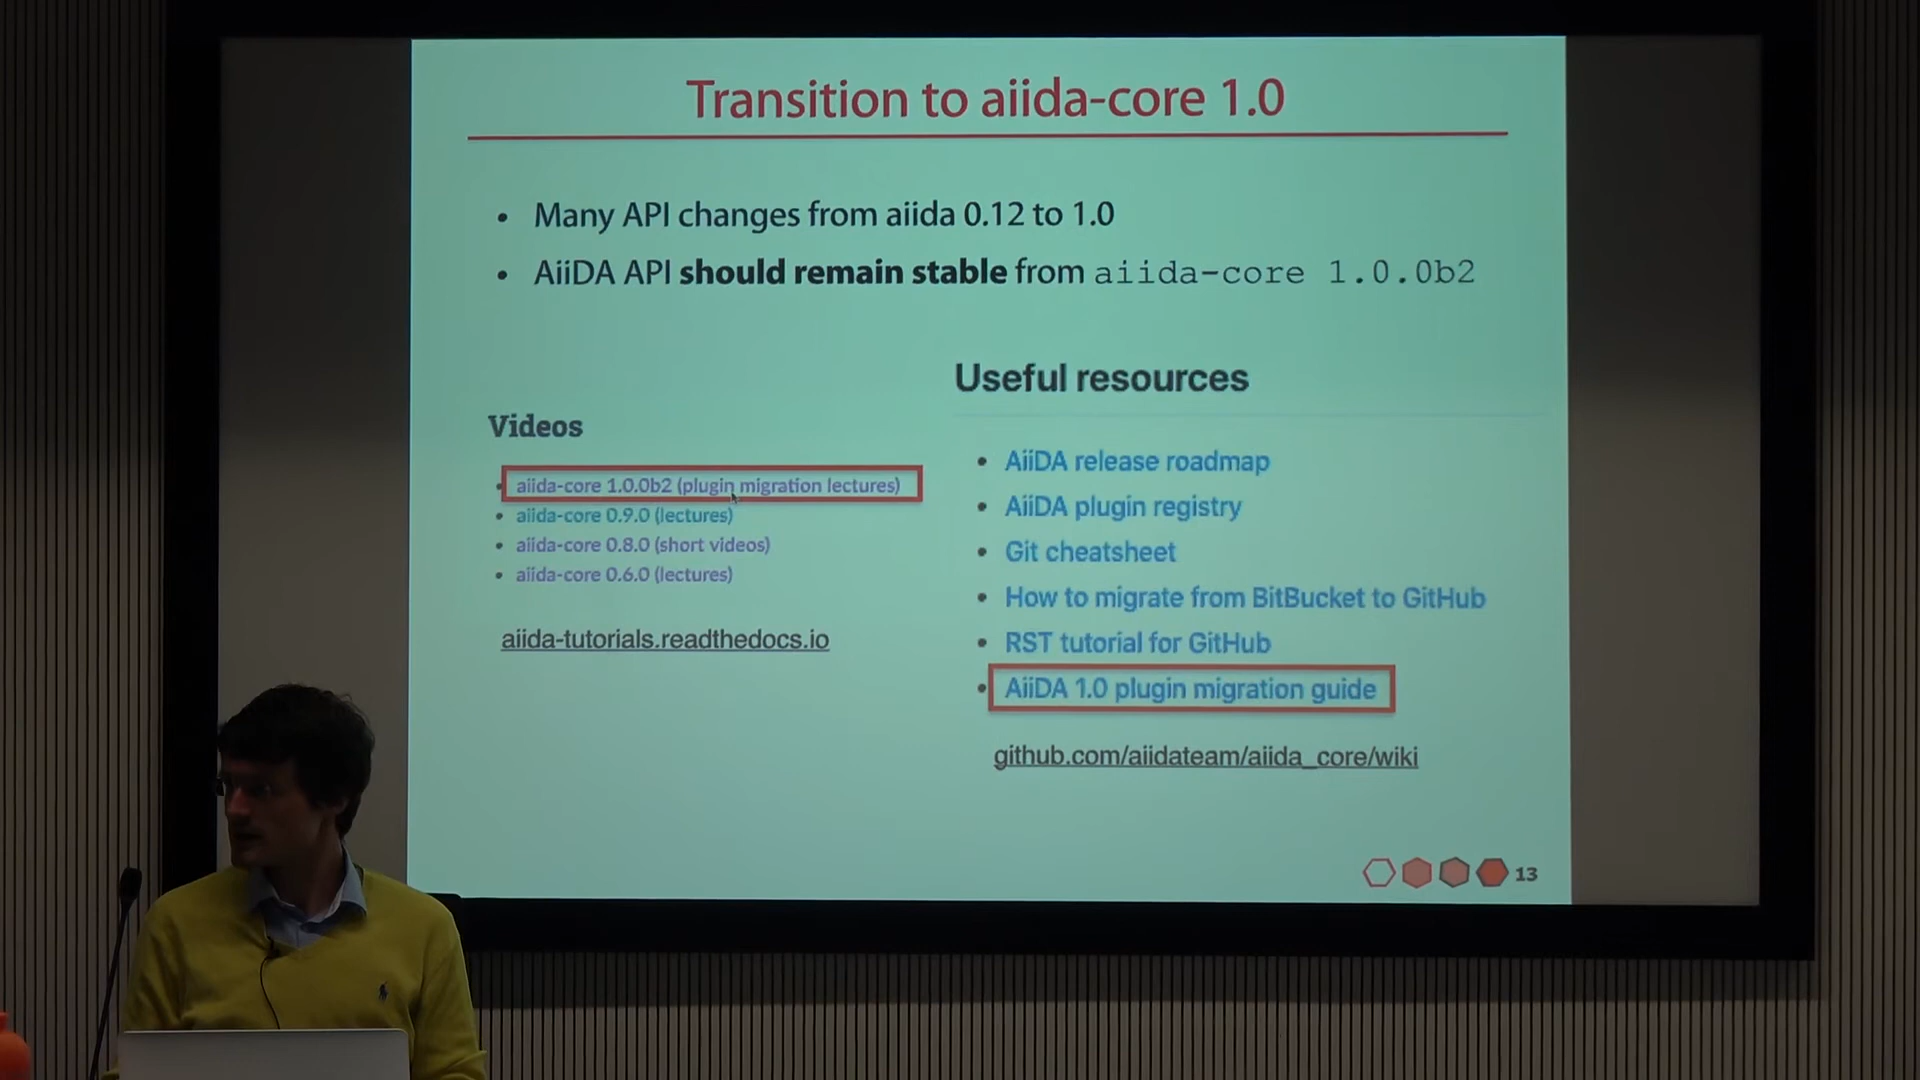 Transition to aiida-core 1.0
• Many API changes from aiida 0.12 to 1.0
• AiiDA API should remain stable from aiida-core 1.0.0b2
Videos
• aiida-core 1.0.0b2 (plugin migration lectures)
• aiida-core 0.9.0 (lectures)
• aiida-core 0.8.0 (short videos)
• aiida-core 0.6.0 (lectures)
aiida-tutorials.readthedocs.io
Useful resources
• AiiDA release roadmap
• AiiDA plugin registry
• Git cheatsheet
• How to migrate from BitBucket to GitHub
• RST tutorial for GitHub
• AiiDA 1.0 plugin migration guide
github.com/aiidateam/aiida_core/wiki
13